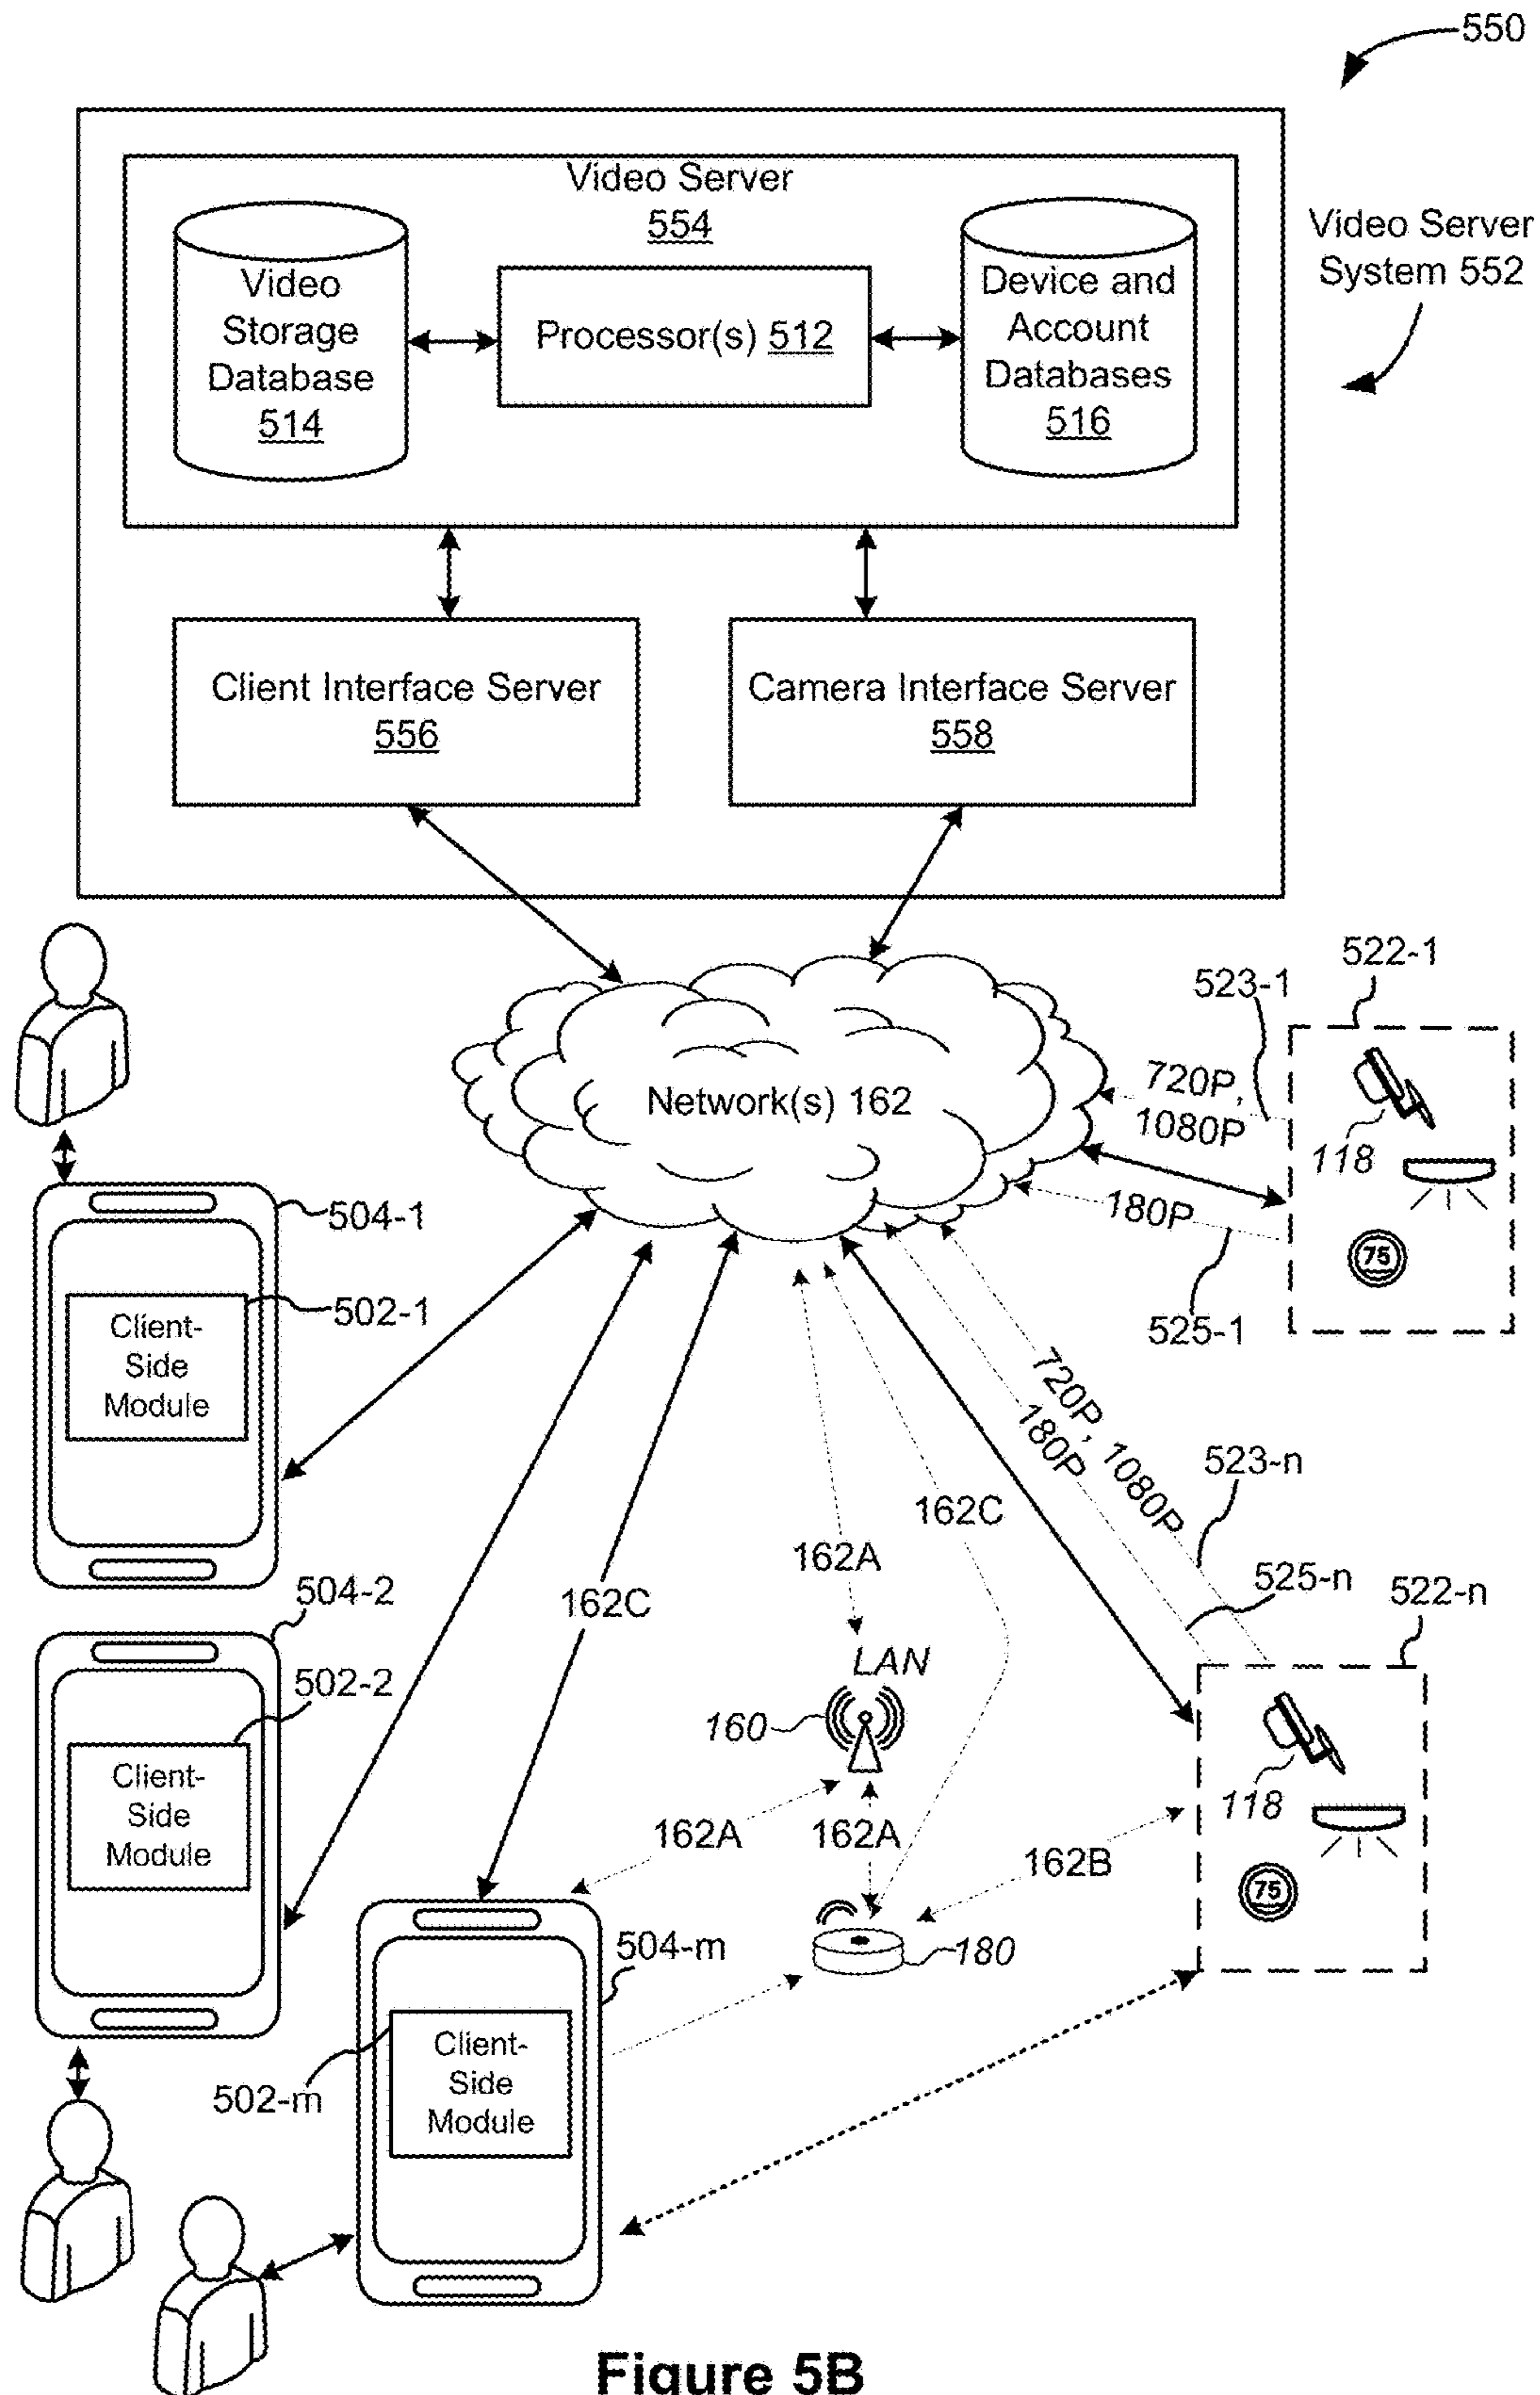 550
Video Server
554
Video
Storage
Database
514
Processor(s) 512
Device and
Account
Databases
516
Video Server
System 552
Client Interface Server
556
Camera Interface Server
558
522-1
523-1
Network(s) 162
720P,
1080P
118
180P
75
525-1
504-1
502-1
Client-
Side
Module
720P, 1080P
180P
523-n
162C
162A
525-n
522-n
504-2
162C
LAN
502-2
160
Client-
Side
Module
118
162A
162A
162B
75
504-m
180
Client-
Side
Module
502-m
Figure 5B